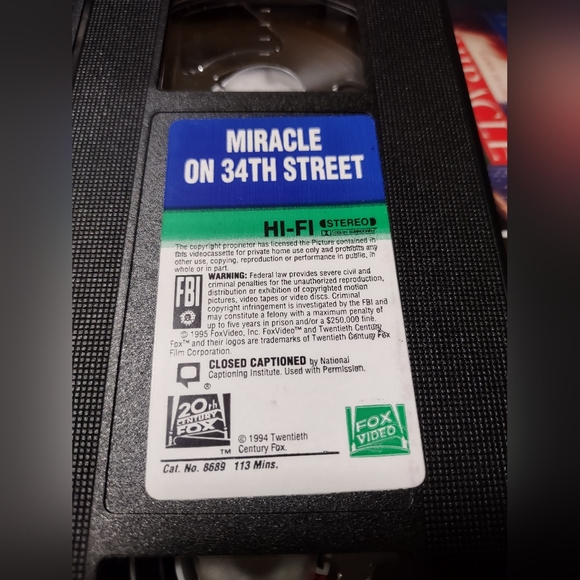 MIRACLE
ON 34TH STREET
HI-FI STEREO
DOLBY SURROUND
The copyright proprietor has licensed the Picture contained in
this videocassette for private home use only and prohibits any
other use, copying, reproduction or performance in public, in
whole or in part.
FBI
WARNING: Federal law provides severe civil and
criminal penalties for the unauthorized reproduction,
distribution or exhibition of copyrighted motion
pictures, video tapes or video discs. Criminal
copyright infringement is investigated by the FBI and
may constitute a felony with a maximum penalty of
up to five years in prison and/or a $250,000 fine.
© 1995 FoxVideo, Inc. FoxVideo™ and Twentieth Century
Fox™ and their logos are trademarks of Twentieth Century Fox
Film Corporation.
CLOSED CAPTIONED by National
Captioning Institute. Used with Permission.
®
20th
CENTURY
FOX
TM
© 1994 Twentieth
Century Fox.
FOX
VIDEO
Cat. No. 8689 113 Mins.
MIRACLE